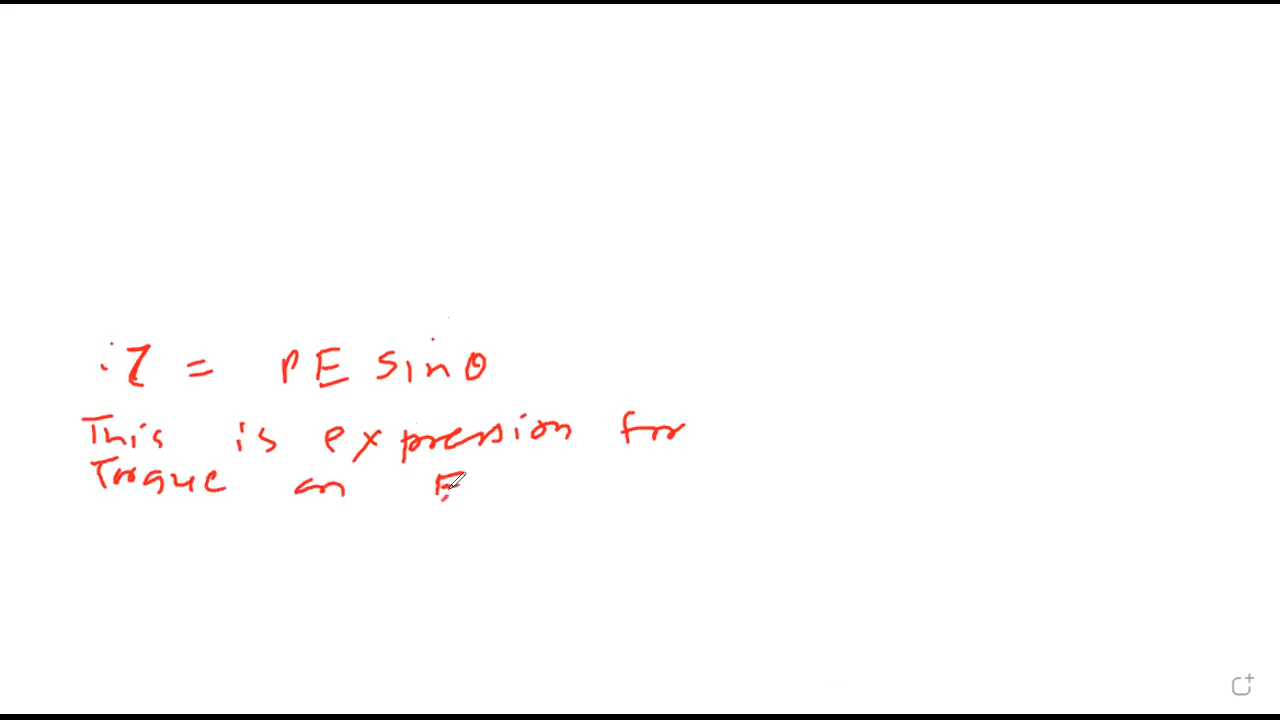 ∴ τ = PE sinθ
This is expression for
Torque on E